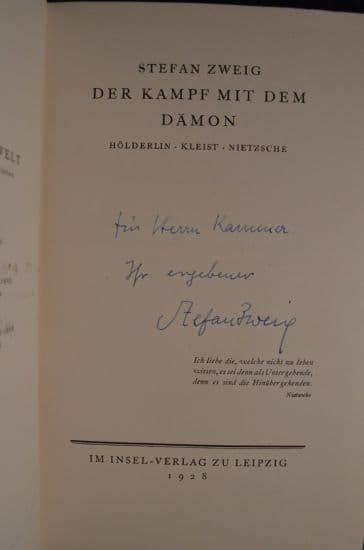 STEFAN ZWEIG
DER KAMPF MIT DEM
DÄMON
HÖLDERLIN · KLEIST · NIETZSCHE
für Herrn Kammer
Ihr ergebener
Stefan Zweig
Ich liebe die, welche nicht zu leben
wissen, es sei denn als Untergehende,
denn es sind die Hinübergehenden.
Nietzsche
IM INSEL-VERLAG ZU LEIPZIG
1928
ELT